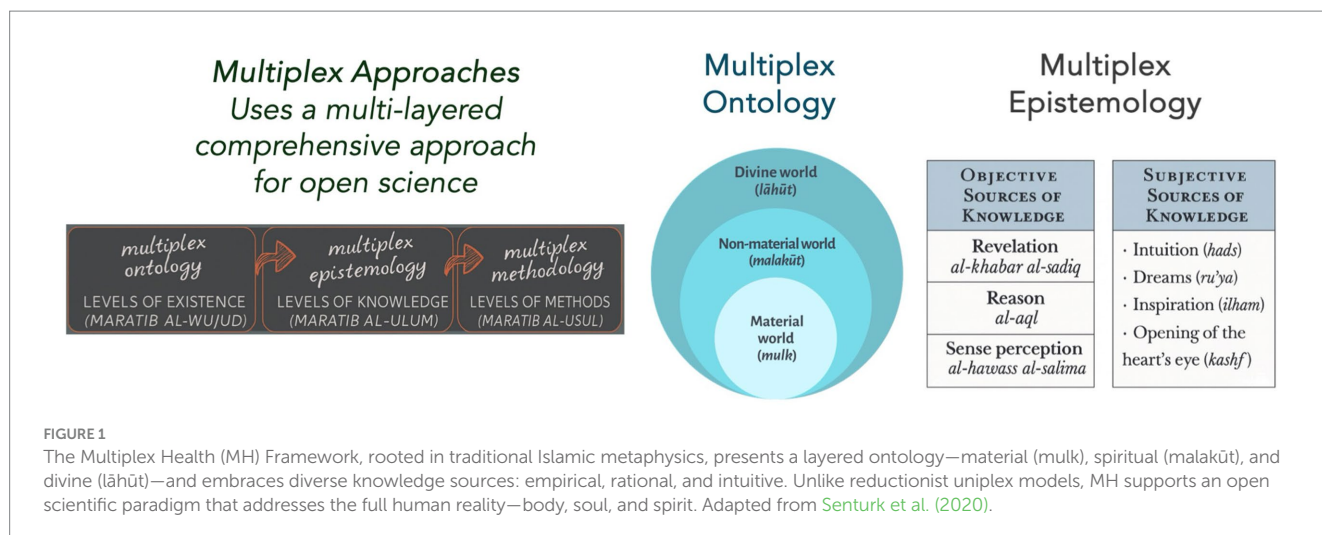 Multiplex Approaches
Uses a multi-layered
comprehensive approach
for open science
multiplex
ontology
LEVELS OF EXISTENCE
(MARATIB AL-WUJUD)
multiplex
epistemology
LEVELS OF KNOWLEDGE
(MARATIB AL-ULUM)
multiplex
methodology
LEVELS OF METHODS
(MARATIB AL-USUL)
Multiplex
Ontology
Divine world
(lāhūt)
Non-material world
(malakūt)
Material
world
(mulk)
Multiplex
Epistemology
OBJECTIVE
SOURCES OF
KNOWLEDGE
Revelation
al-khabar al-sadiq
Reason
al-aql
Sense perception
al-hawass al-salima
SUBJECTIVE
SOURCES OF
KNOWLEDGE
· Intuition (hads)
· Dreams (ru'ya)
· Inspiration (ilham)
· Opening of the
heart's eye (kashf)
FIGURE 1
The Multiplex Health (MH) Framework, rooted in traditional Islamic metaphysics, presents a layered ontology—material (mulk), spiritual (malakūt), and
divine (lāhūt)—and embraces diverse knowledge sources: empirical, rational, and intuitive. Unlike reductionist uniplex models, MH supports an open
scientific paradigm that addresses the full human reality—body, soul, and spirit. Adapted from Senturk et al. (2020).